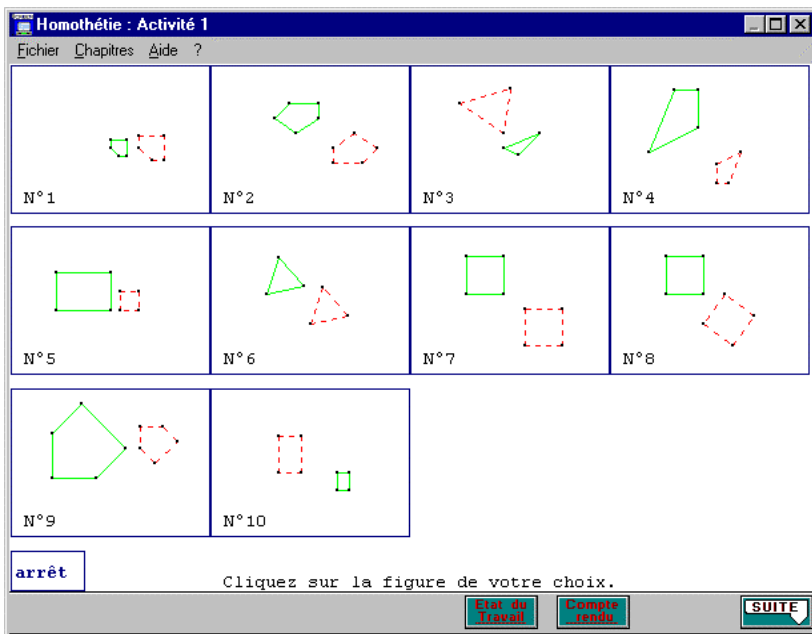 Homothétie : Activité 1
Fichier Chapitres Aide ?
N°1 N°2 N°3 N°4
N°5 N°6 N°7 N°8
N°9 N°10
arrêt
Cliquez sur la figure de votre choix.
Etat du Travail Compte rendu SUITE